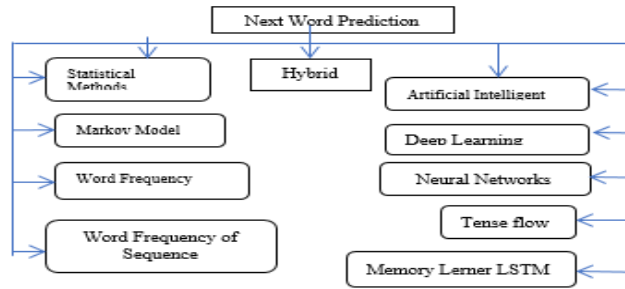 Next Word Prediction
Statistical
Methods
Hybrid
Artificial Intelligent
Markov Model
Deep Learning
Word Frequency
Neural Networks
Tense flow
Word Frequency of
Sequence
Memory Lerner LSTM